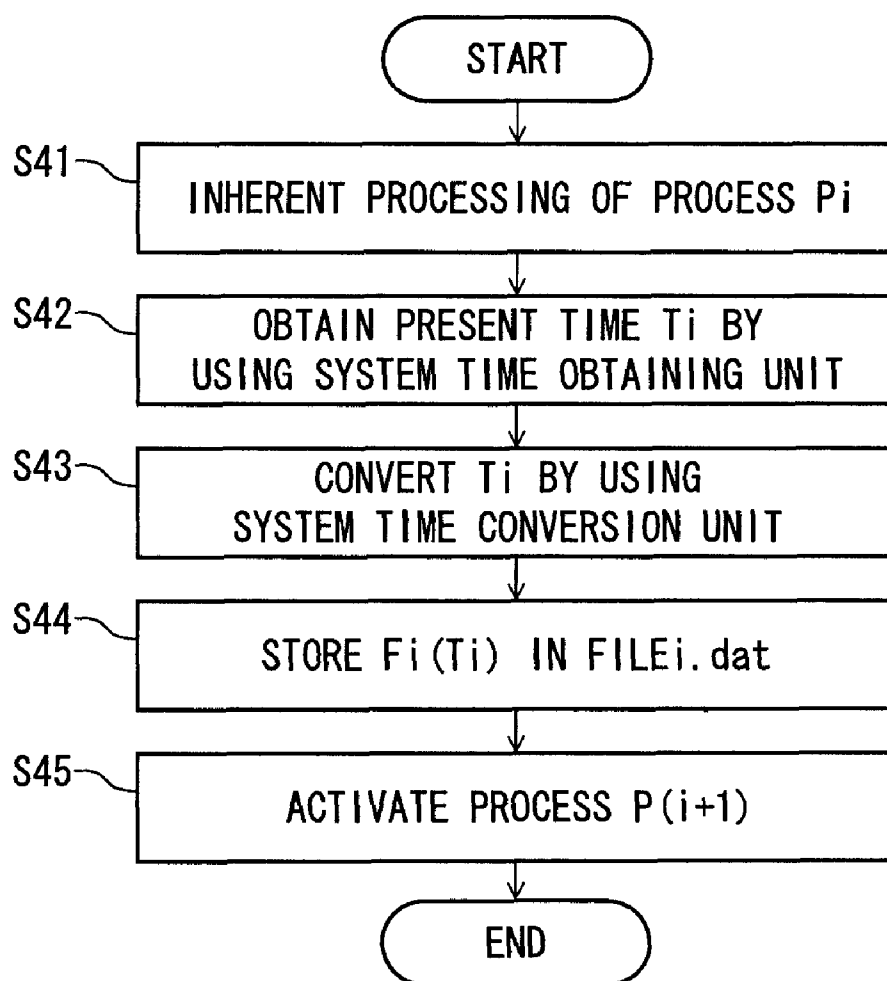 START
S41
INHERENT PROCESSING OF PROCESS Pi
S42
OBTAIN PRESENT TIME Ti BY
USING SYSTEM TIME OBTAINING UNIT
S43
CONVERT Ti BY USING
SYSTEM TIME CONVERSION UNIT
S44
STORE Fi(Ti) IN FILEi.dat
S45
ACTIVATE PROCESS P(i+1)
END